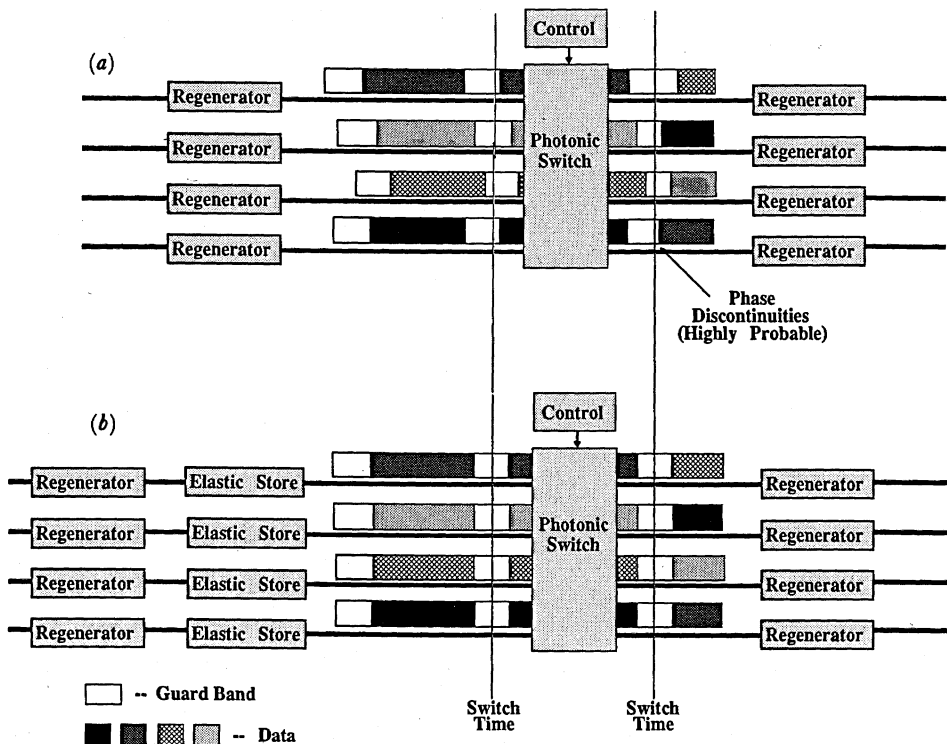 Control
(a)
Regenerator
Regenerator
Regenerator
Regenerator
Photonic
Switch
Regenerator
Regenerator
Regenerator
Regenerator
Phase
Discontinuities
(Highly Probable)
Control
(b)
Regenerator Elastic Store
Regenerator Elastic Store
Regenerator Elastic Store
Regenerator Elastic Store
Photonic
Switch
Regenerator
Regenerator
Regenerator
Regenerator
-- Guard Band
-- Data
Switch
Time
Switch
Time